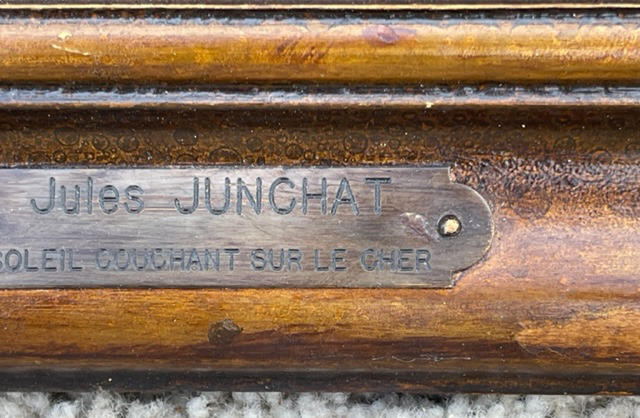 Jules JUNCHAT
SOLEIL COUCHANT SUR LE CHER